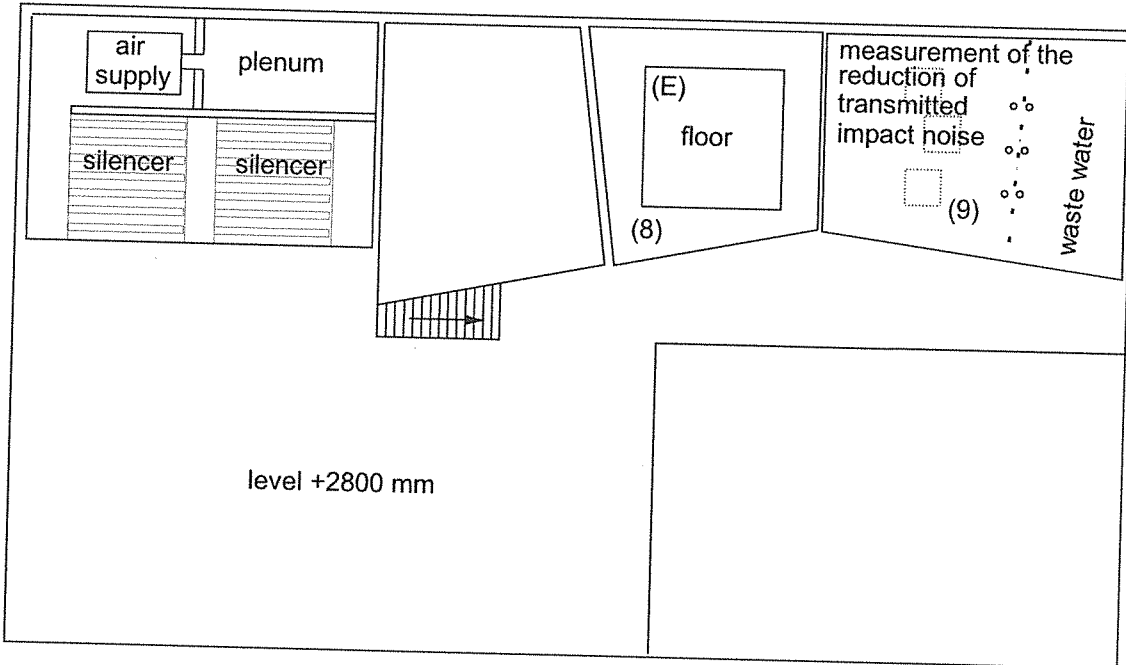 air
supply
plenum
silencer
silencer
(E)
floor
(8)
measurement of the
reduction of
transmitted
impact noise
(9)
waste water
level +2800 mm